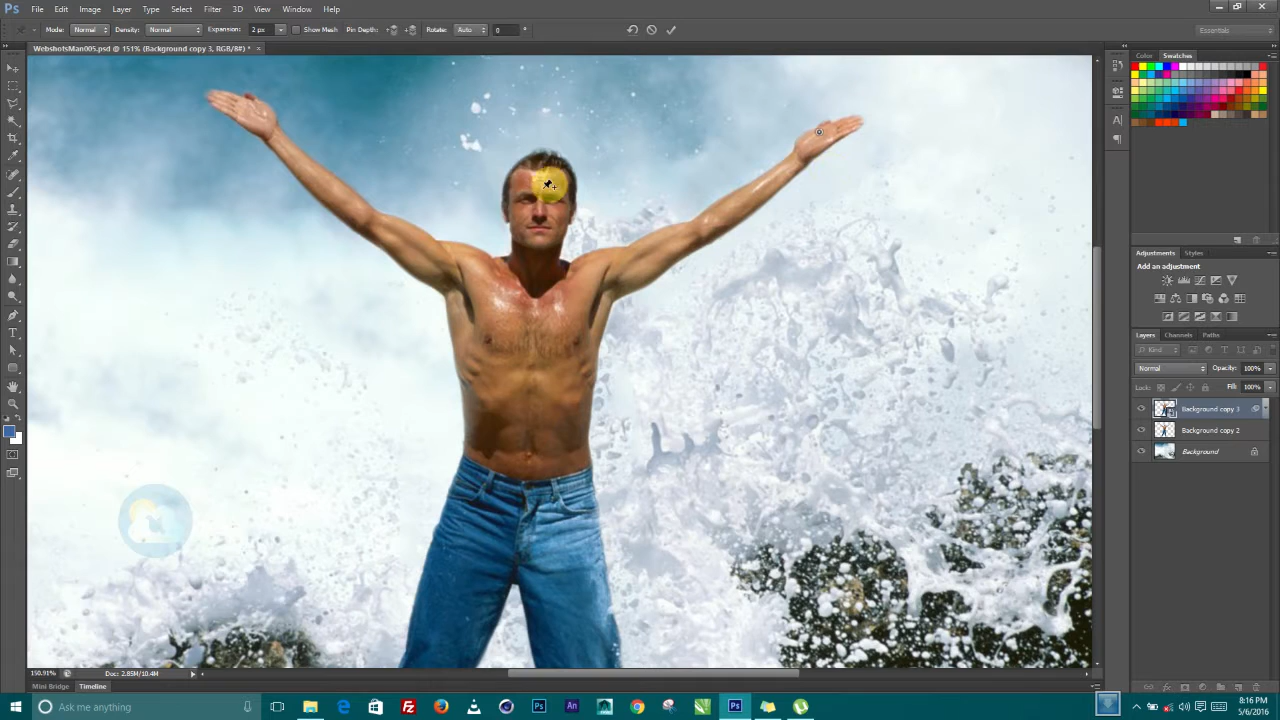 Ps File Edit Image Layer Type Select Filter 3D View Window Help
Mode: Normal Density: Normal Expansion: 2 px Show Mesh Pin Depth: Rotate: Auto 0 °
Essentials
WebshotsMan005.psd @ 151% (Background copy 3, RGB/8#) * ×
Color Swatches
Adjustments Styles
Add an adjustment
Layers Channels Paths
Kind
Normal Opacity: 100%
Lock: Fill: 100%
Background copy 3
Background copy 2
Background
150.91% Doc: 2.85M/10.4M
Mini Bridge Timeline
Ask me anything
8:16 PM
5/6/2016